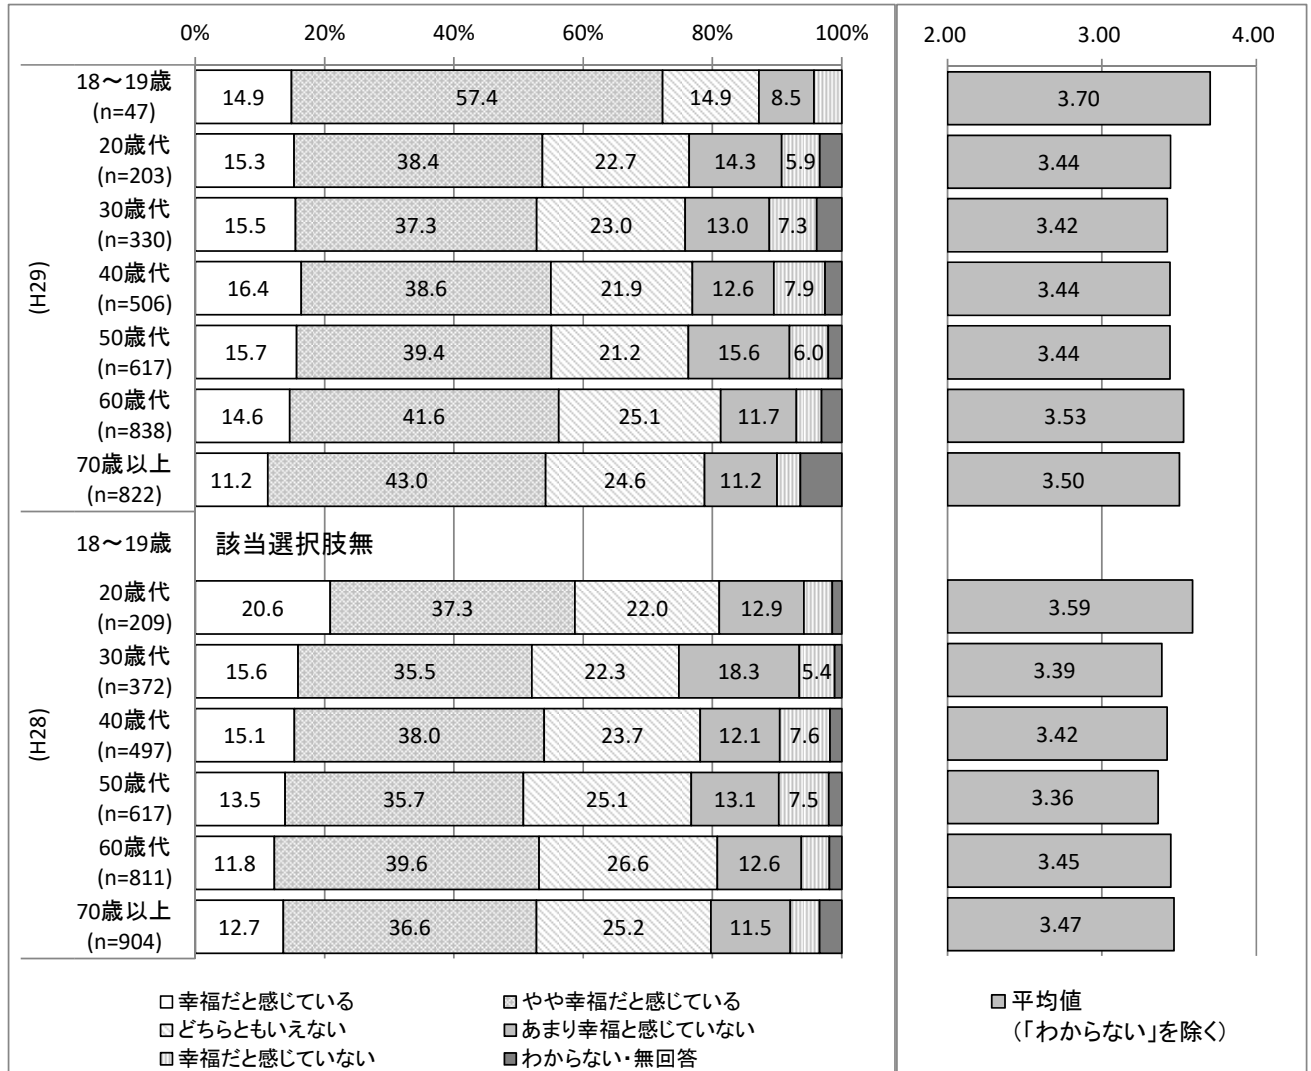 0% 20% 40% 60% 80% 100%
2.00 3.00 4.00
(H29)
18～19歳
(n=47)
14.9 57.4 14.9 8.5
3.70
20歳代
(n=203)
15.3 38.4 22.7 14.3 5.9
3.44
30歳代
(n=330)
15.5 37.3 23.0 13.0 7.3
3.42
40歳代
(n=506)
16.4 38.6 21.9 12.6 7.9
3.44
50歳代
(n=617)
15.7 39.4 21.2 15.6 6.0
3.44
60歳代
(n=838)
14.6 41.6 25.1 11.7
3.53
70歳以上
(n=822)
11.2 43.0 24.6 11.2
3.50
(H28)
18～19歳 該当選択肢無
20歳代
(n=209)
20.6 37.3 22.0 12.9
3.59
30歳代
(n=372)
15.6 35.5 22.3 18.3 5.4
3.39
40歳代
(n=497)
15.1 38.0 23.7 12.1 7.6
3.42
50歳代
(n=617)
13.5 35.7 25.1 13.1 7.5
3.36
60歳代
(n=811)
11.8 39.6 26.6 12.6
3.45
70歳以上
(n=904)
12.7 36.6 25.2 11.5
3.47
幸福だと感じている やや幸福だと感じている
どちらともいえない あまり幸福と感じていない
幸福だと感じていない わからない・無回答
平均値
（「わからない」を除く）